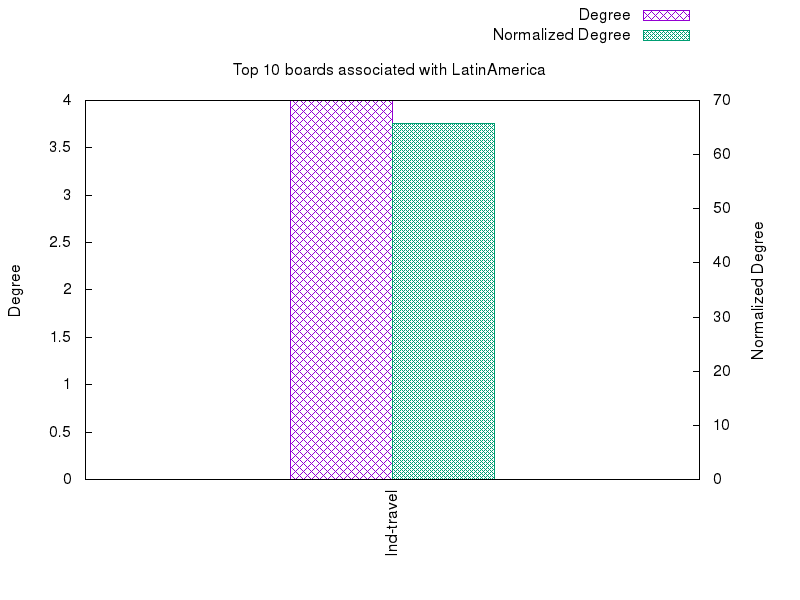 Degree
Normalized Degree
Top 10 boards associated with LatinAmerica
4
3.5
3
2.5
2
1.5
1
0.5
0
70
60
50
40
30
20
10
0
Degree
Normalized Degree
Ind-travel